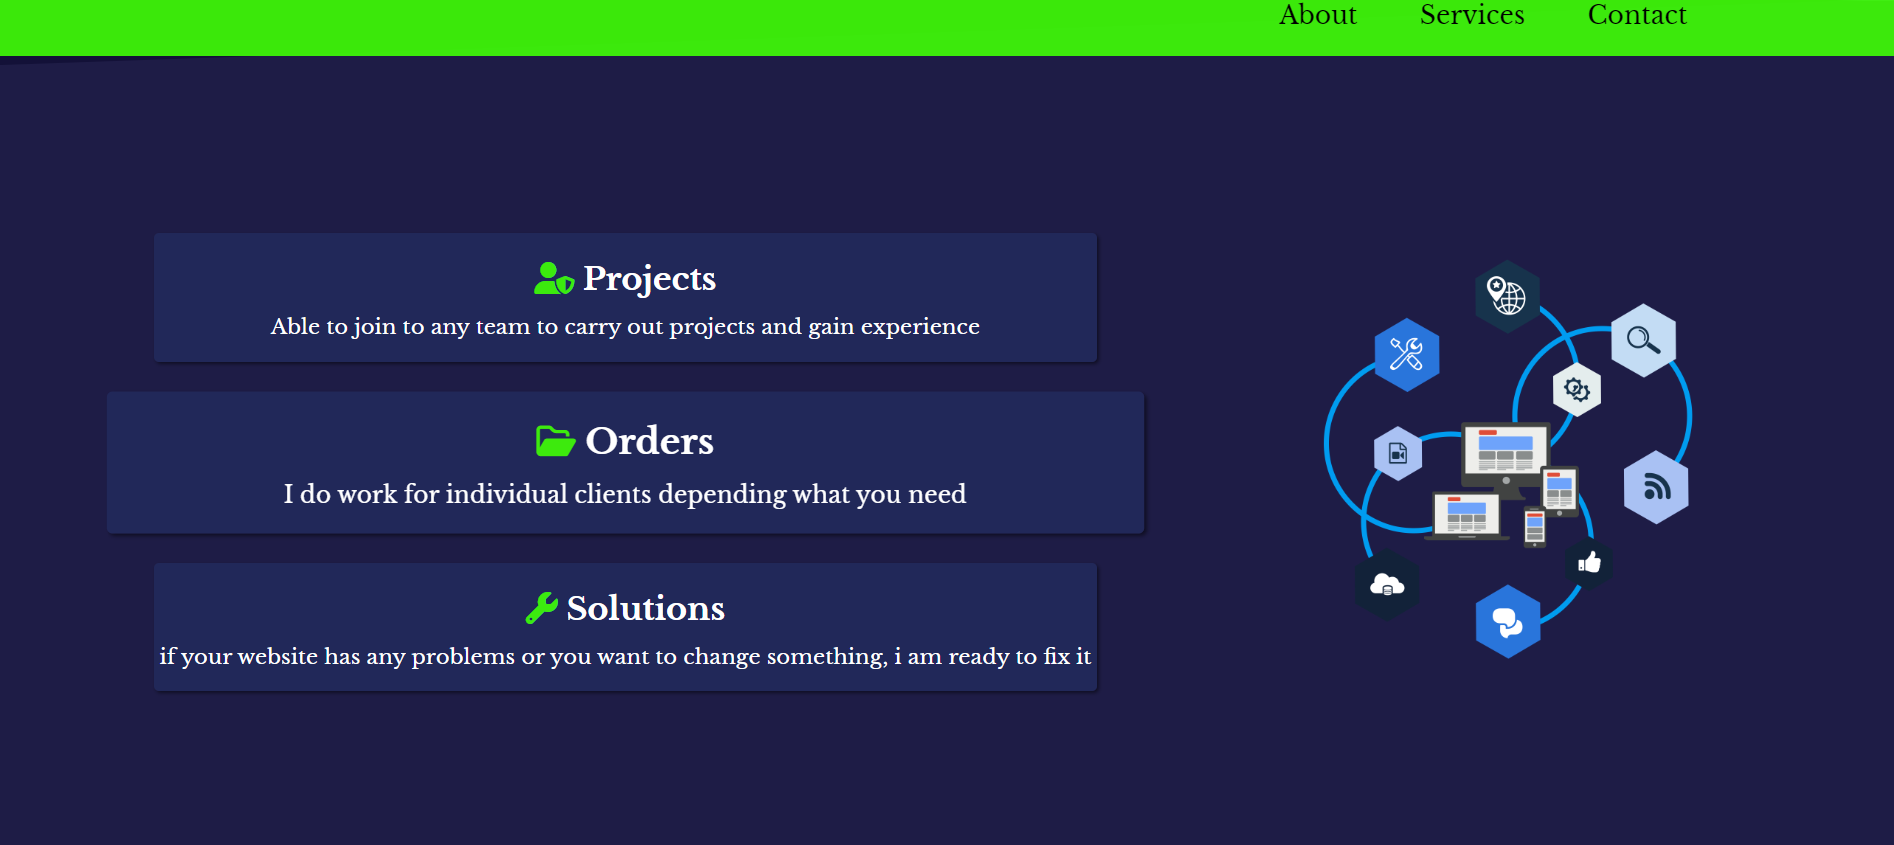 About Services Contact
Projects
Able to join to any team to carry out projects and gain experience
Orders
I do work for individual clients depending what you need
Solutions
if your website has any problems or you want to change something, i am ready to fix it